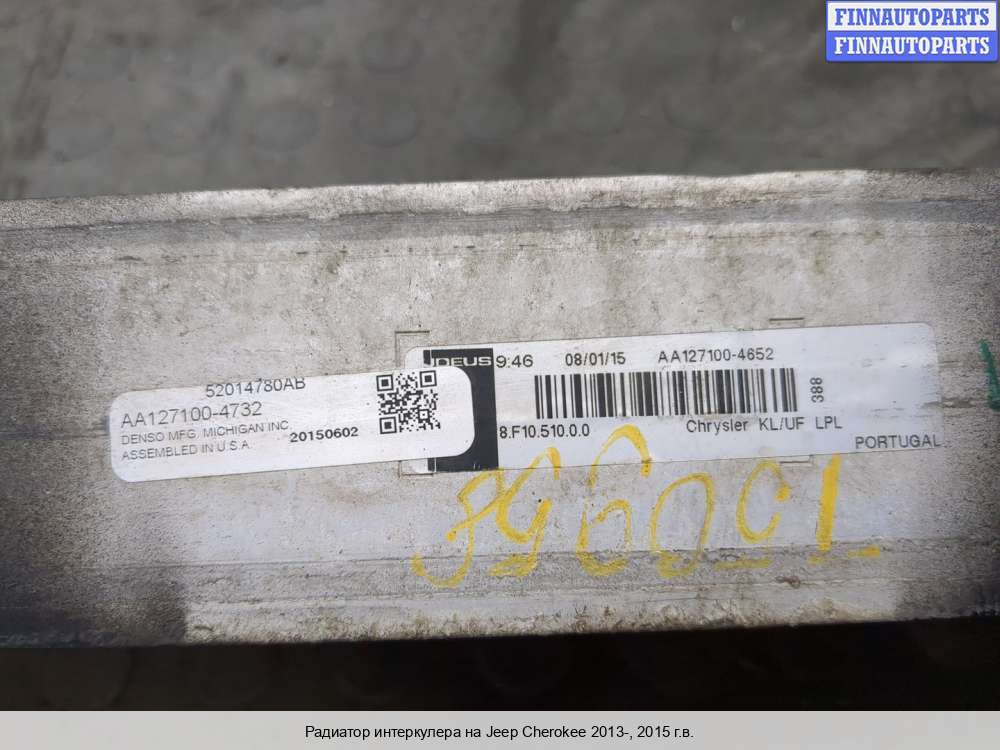 FINNAUTOPARTS
FINNAUTOPARTS
52014780AB
AA127100-4732
DENSO MFG. MICHIGAN INC.
ASSEMBLED IN U.S.A
20150602
9:46 08/01/15 AA127100-4652
388
8.F10.510.0.0 Chrysler KL/UF LPL
PORTUGAL
Радиатор интеркулера на Jeep Cherokee 2013-, 2015 г.в.